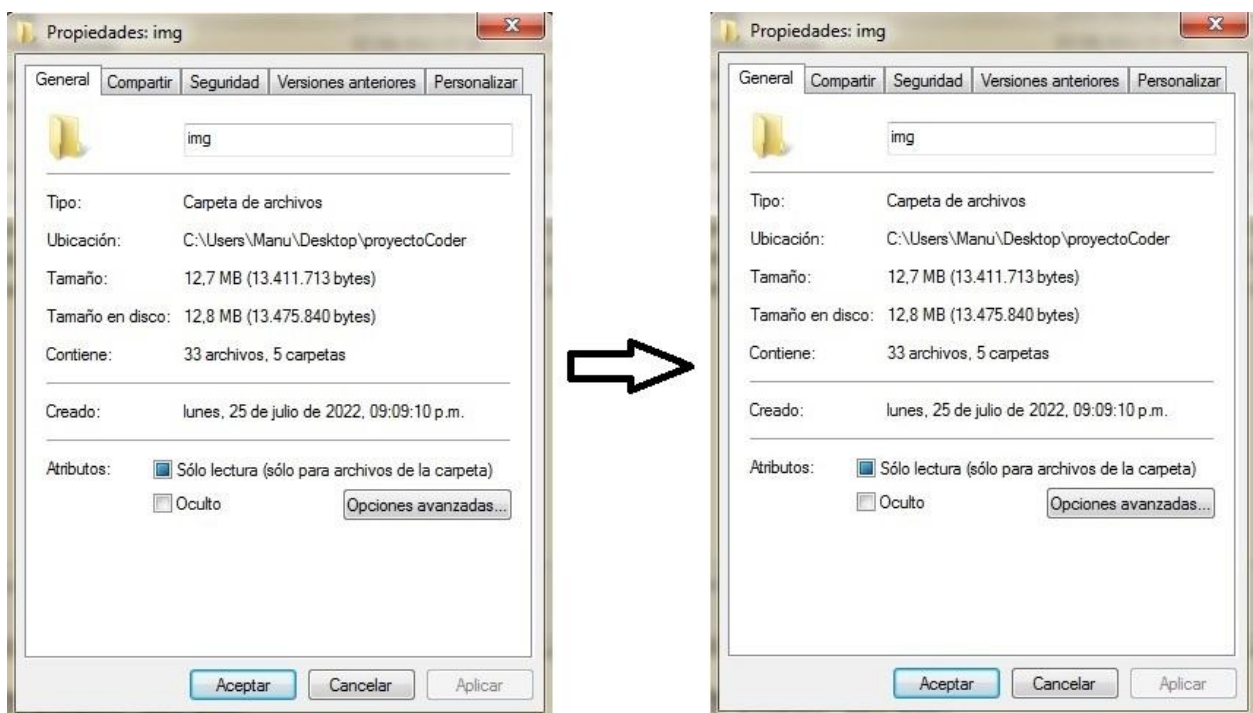 Propiedades: img
General Compartir Seguridad Versiones anteriores Personalizar
img
Tipo: Carpeta de archivos
Ubicación: C:\Users\Manu\Desktop\proyectoCoder
Tamaño: 12,7 MB (13.411.713 bytes)
Tamaño en disco: 12,8 MB (13.475.840 bytes)
Contiene: 33 archivos, 5 carpetas
Creado: lunes, 25 de julio de 2022, 09:09:10 p.m.
Atributos: Sólo lectura (sólo para archivos de la carpeta)
Oculto Opciones avanzadas...
Aceptar Cancelar Aplicar
Propiedades: img
General Compartir Seguridad Versiones anteriores Personalizar
img
Tipo: Carpeta de archivos
Ubicación: C:\Users\Manu\Desktop\proyectoCoder
Tamaño: 12,7 MB (13.411.713 bytes)
Tamaño en disco: 12,8 MB (13.475.840 bytes)
Contiene: 33 archivos, 5 carpetas
Creado: lunes, 25 de julio de 2022, 09:09:10 p.m.
Atributos: Sólo lectura (sólo para archivos de la carpeta)
Oculto Opciones avanzadas...
Aceptar Cancelar Aplicar